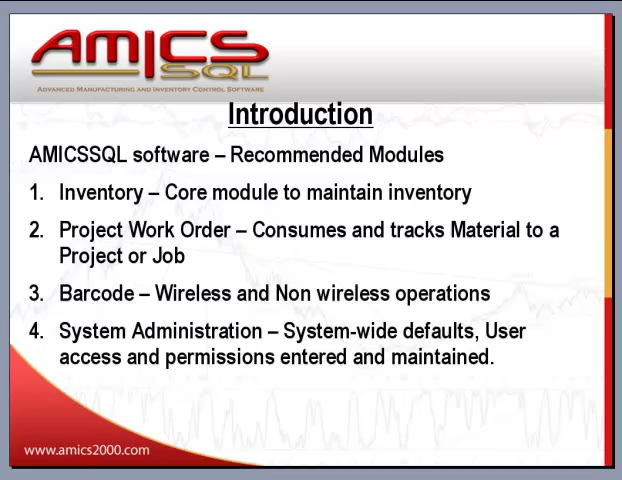 AMICS
SQL
ADVANCED MANUFACTURING AND INVENTORY CONTROL SOFTWARE
Introduction
AMICSSQL software – Recommended Modules
1. Inventory – Core module to maintain inventory
2. Project Work Order – Consumes and tracks Material to a
Project or Job
3. Barcode – Wireless and Non wireless operations
4. System Administration – System-wide defaults, User
access and permissions entered and maintained.
www.amics2000.com